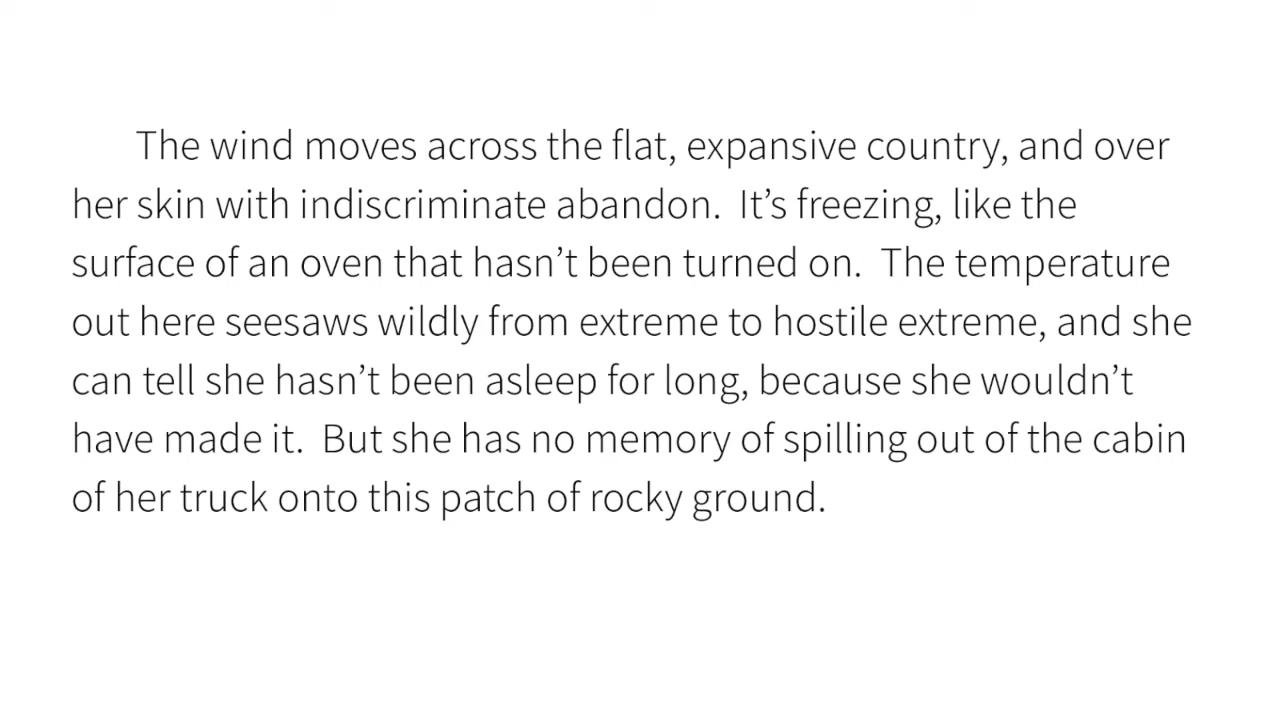 The wind moves across the flat, expansive country, and over
her skin with indiscriminate abandon.  It’s freezing, like the
surface of an oven that hasn’t been turned on.  The temperature
out here seesaws wildly from extreme to hostile extreme, and she
can tell she hasn’t been asleep for long, because she wouldn’t
have made it.  But she has no memory of spilling out of the cabin
of her truck onto this patch of rocky ground.